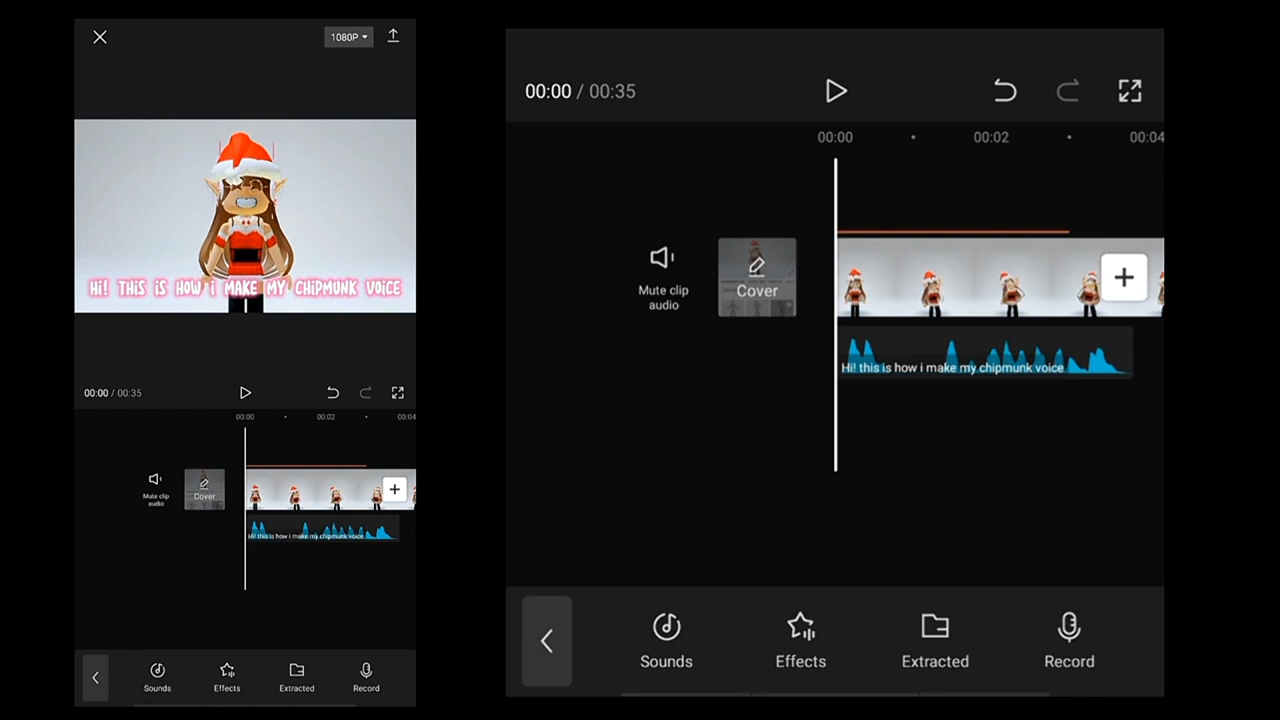 1080P
Hi! THIS IS HOW i MAKE MY CHIPMUNK VOICE
00:00 / 00:35
00:00
00:02
00:04
Mute clip
audio
Cover
Hi! this is how i make my chipmunk voice
Sounds
Effects
Extracted
Record
00:00 / 00:35
00:00
00:02
00:04
Mute clip
audio
Cover
Hi! this is how i make my chipmunk voice
Sounds
Effects
Extracted
Record